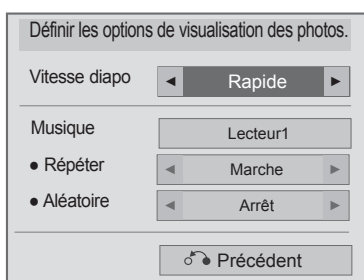 Définir les options de visualisation des photos.
Vitesse diapo ◄ Rapide ►
Musique Lecteur1
● Répéter ◄ Marche ►
● Aléatoire ◄ Arrêt ►
Précédent